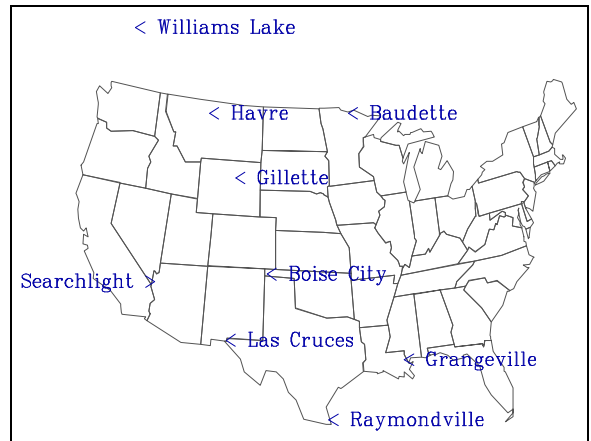 < Williams Lake
< Havre
< Baudette
< Gillette
Searchlight >
< Boise City
< Las Cruces
< Grangeville
< Raymondville